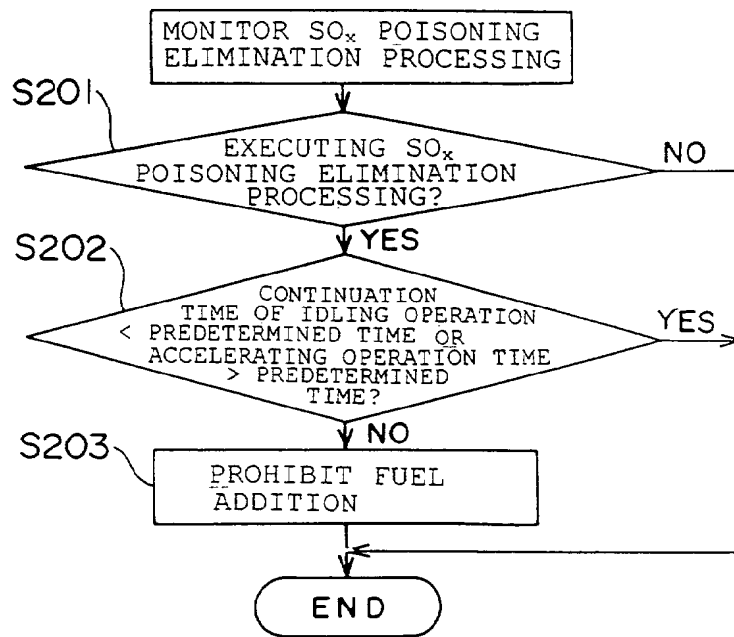 MONITOR SOx POISONING
ELIMINATION PROCESSING
S201
EXECUTING SOx
POISONING ELIMINATION
PROCESSING?
NO
YES
S202
CONTINUATION
TIME OF IDLING OPERATION
< PREDETERMINED TIME OR
ACCELERATING OPERATION TIME
> PREDETERMINED
TIME?
YES
NO
S203
PROHIBIT FUEL
ADDITION
END